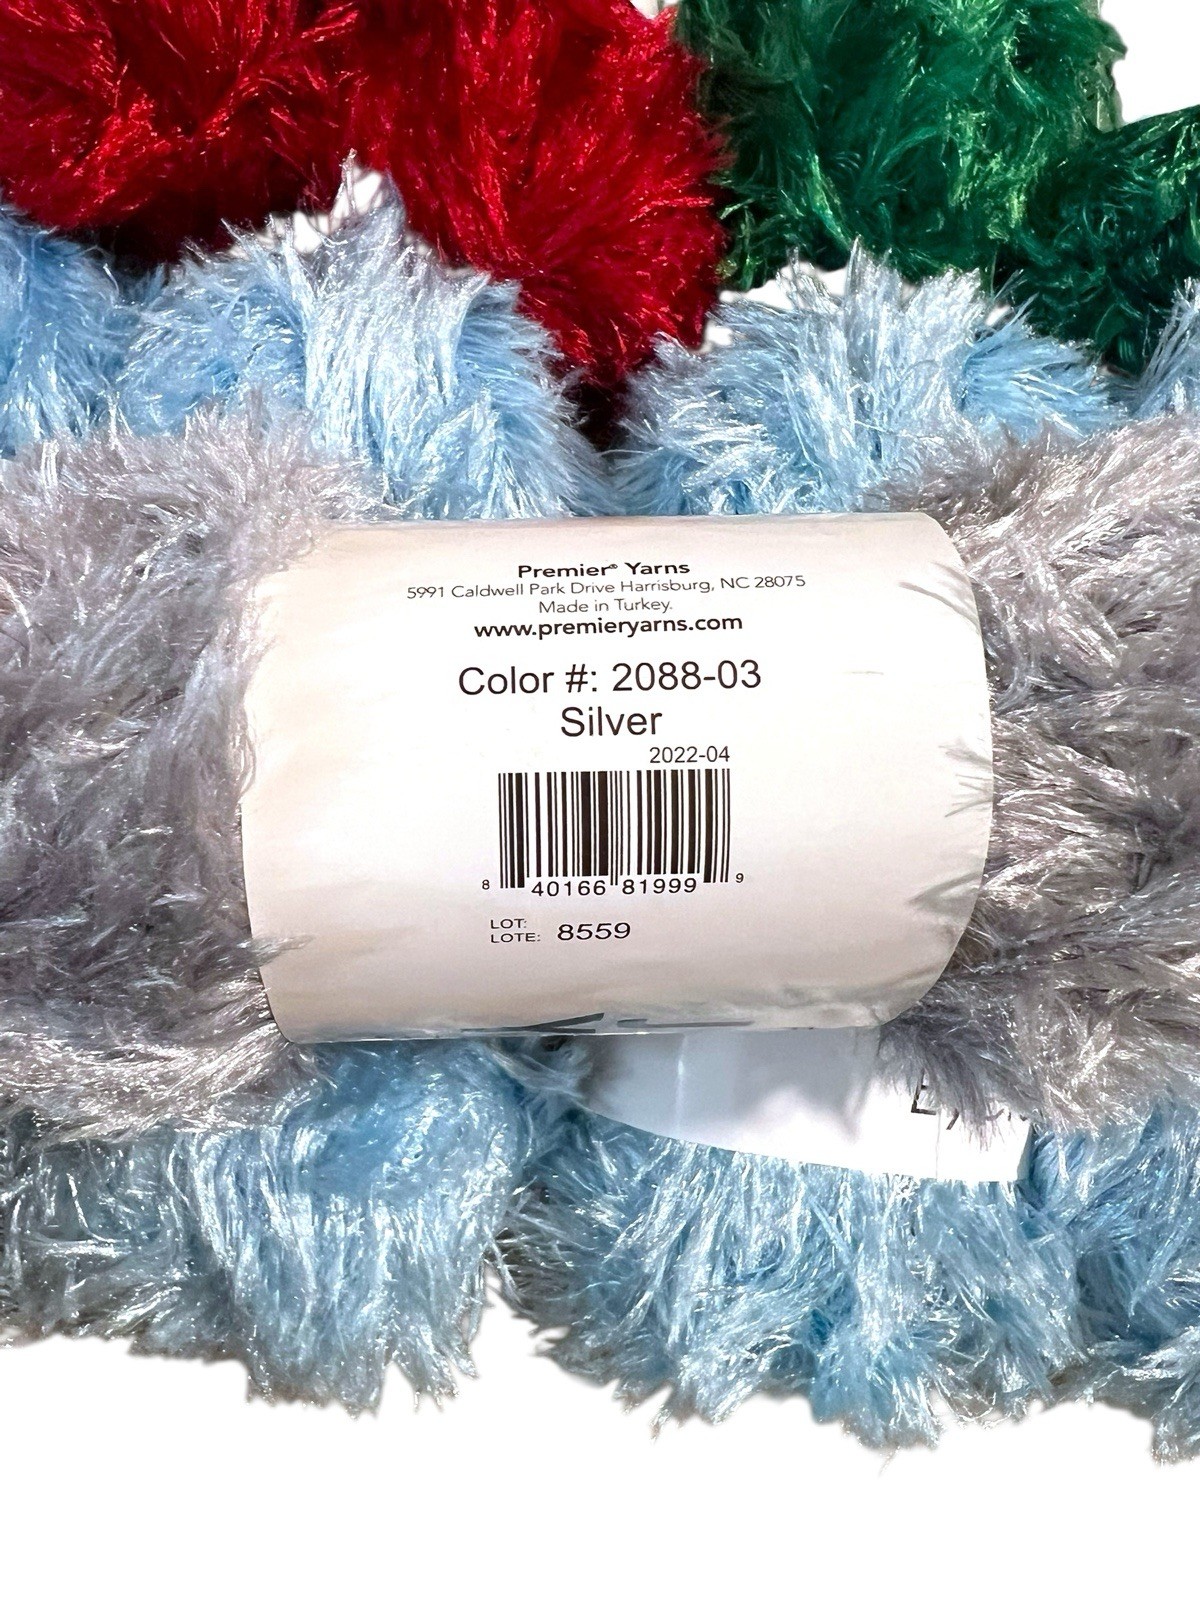 Premier® Yarns
5991 Caldwell Park Drive Harrisburg, NC 28075
Made in Turkey.
www.premieryarns.com
Color #: 2088-03
Silver
2022-04
8 40166 81999 9
LOT:
LOTE: 8559